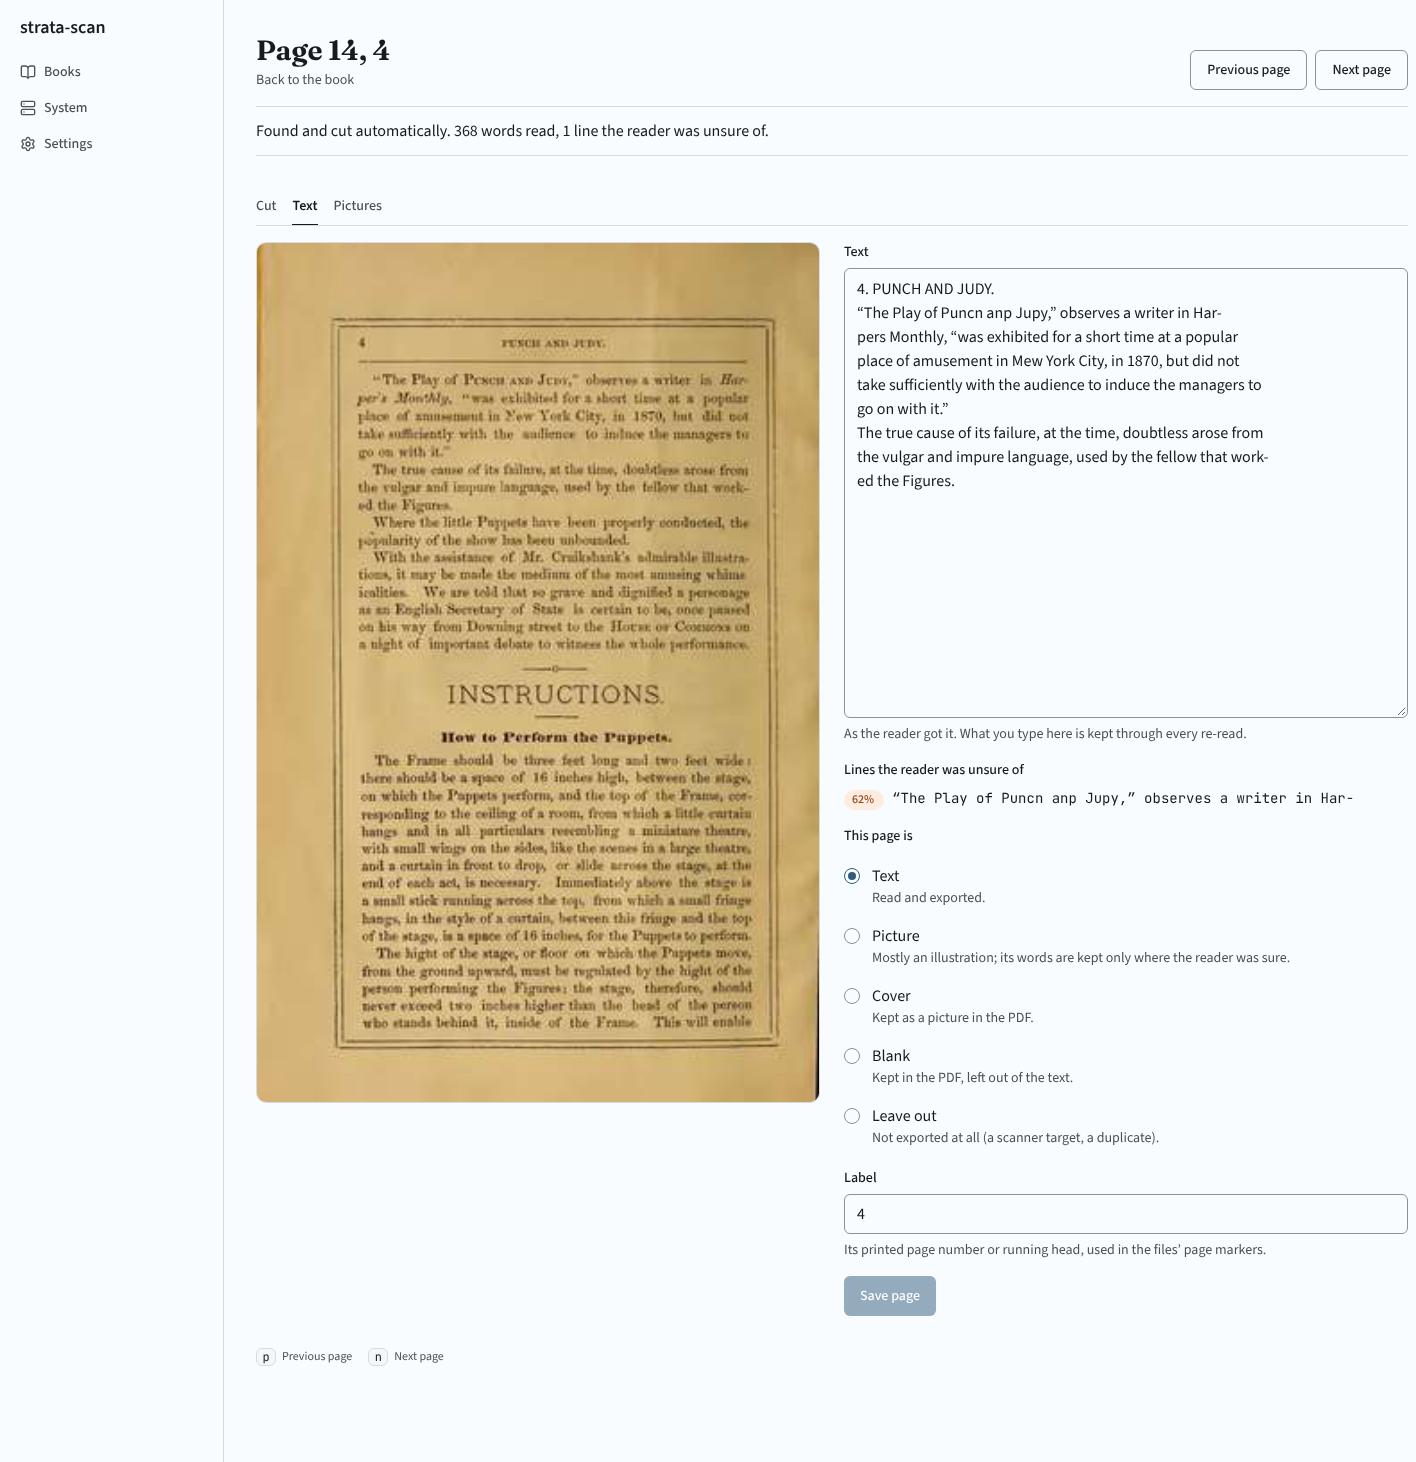 strata-scan
Books
System
Settings
Page 14, 4
Back to the book
Previous page
Next page
Found and cut automatically. 368 words read, 1 line the reader was unsure of.
Cut
Text
Pictures
4 PUNCH AND JUDY.
“The Play of PUNCH AND JUDY,” observes a writer in Har-
per's Monthly, “was exhibited for a short time at a popular
place of amusement in New York City, in 1870, but did not
take sufficiently with the audience to induce the managers to
go on with it.”
The true cause of its failure, at the time, doubtless arose from
the vulgar and impure language, used by the fellow that work-
ed the Figures.
Where the little Puppets have been properly conducted, the
popularity of the show has been unbounded.
With the assistance of Mr. Cruikshank's admirable illustra-
tions, it may be made the medium of the most amusing whims
icalities. We are told that so grave and dignified a personage
as an English Secretary of State is certain to be, once paused
on his way from Downing street to the HOUSE OF COMMONS on
a night of important debate to witness the whole performance.
INSTRUCTIONS.
How to Perform the Puppets.
The Frame should be three feet long and two feet wide:
there should be a space of 16 inches high, between the stage,
on which the Puppets perform, and the top of the Frame, cor-
responding to the ceiling of a room, from which a little curtain
hangs and in all particulars resembling a miniature theatre,
with small wings on the sides, like the scenes in a large theatre,
and a curtain in front to drop, or slide across the stage, at the
end of each act, is necessary. Immediately above the stage is
a small stick running across the top, from which a small fringe
hangs, in the style of a curtain, between this fringe and the top
of the stage, is a space of 16 inches, for the Puppets to perform.
The hight of the stage, or floor on which the Puppets move,
from the ground upward, must be regulated by the hight of the
person performing the Figures; the stage, therefore, should
never exceed two inches higher than the head of the person
who stands behind it, inside of the Frame. This will enable
Text
4. PUNCH AND JUDY.
“The Play of Puncn anp Jupy,” observes a writer in Har-
pers Monthly, “was exhibited for a short time at a popular
place of amusement in Mew York City, in 1870, but did not
take sufficiently with the audience to induce the managers to
go on with it.”
The true cause of its failure, at the time, doubtless arose from
the vulgar and impure language, used by the fellow that work-
ed the Figures.
As the reader got it. What you type here is kept through every re-read.
Lines the reader was unsure of
62% “The Play of Puncn anp Jupy,” observes a writer in Har-
This page is
Text
Read and exported.
Picture
Mostly an illustration; its words are kept only where the reader was sure.
Cover
Kept as a picture in the PDF.
Blank
Kept in the PDF, left out of the text.
Leave out
Not exported at all (a scanner target, a duplicate).
Label
4
Its printed page number or running head, used in the files’ page markers.
Save page
p Previous page n Next page